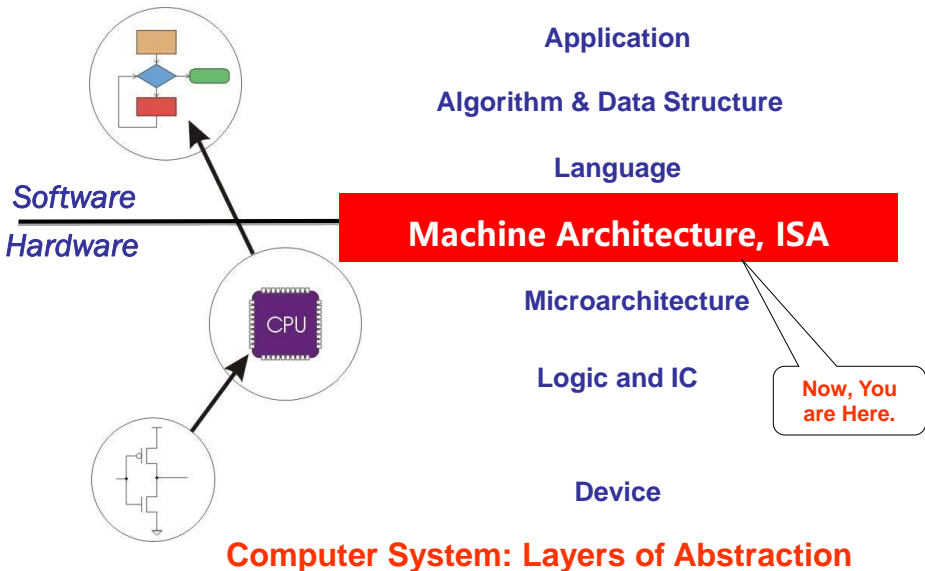 Application
Algorithm & Data Structure
Language
Software
Hardware
Machine Architecture, ISA
Microarchitecture
CPU
Logic and IC
Now, You
are Here.
Device
Computer System: Layers of Abstraction